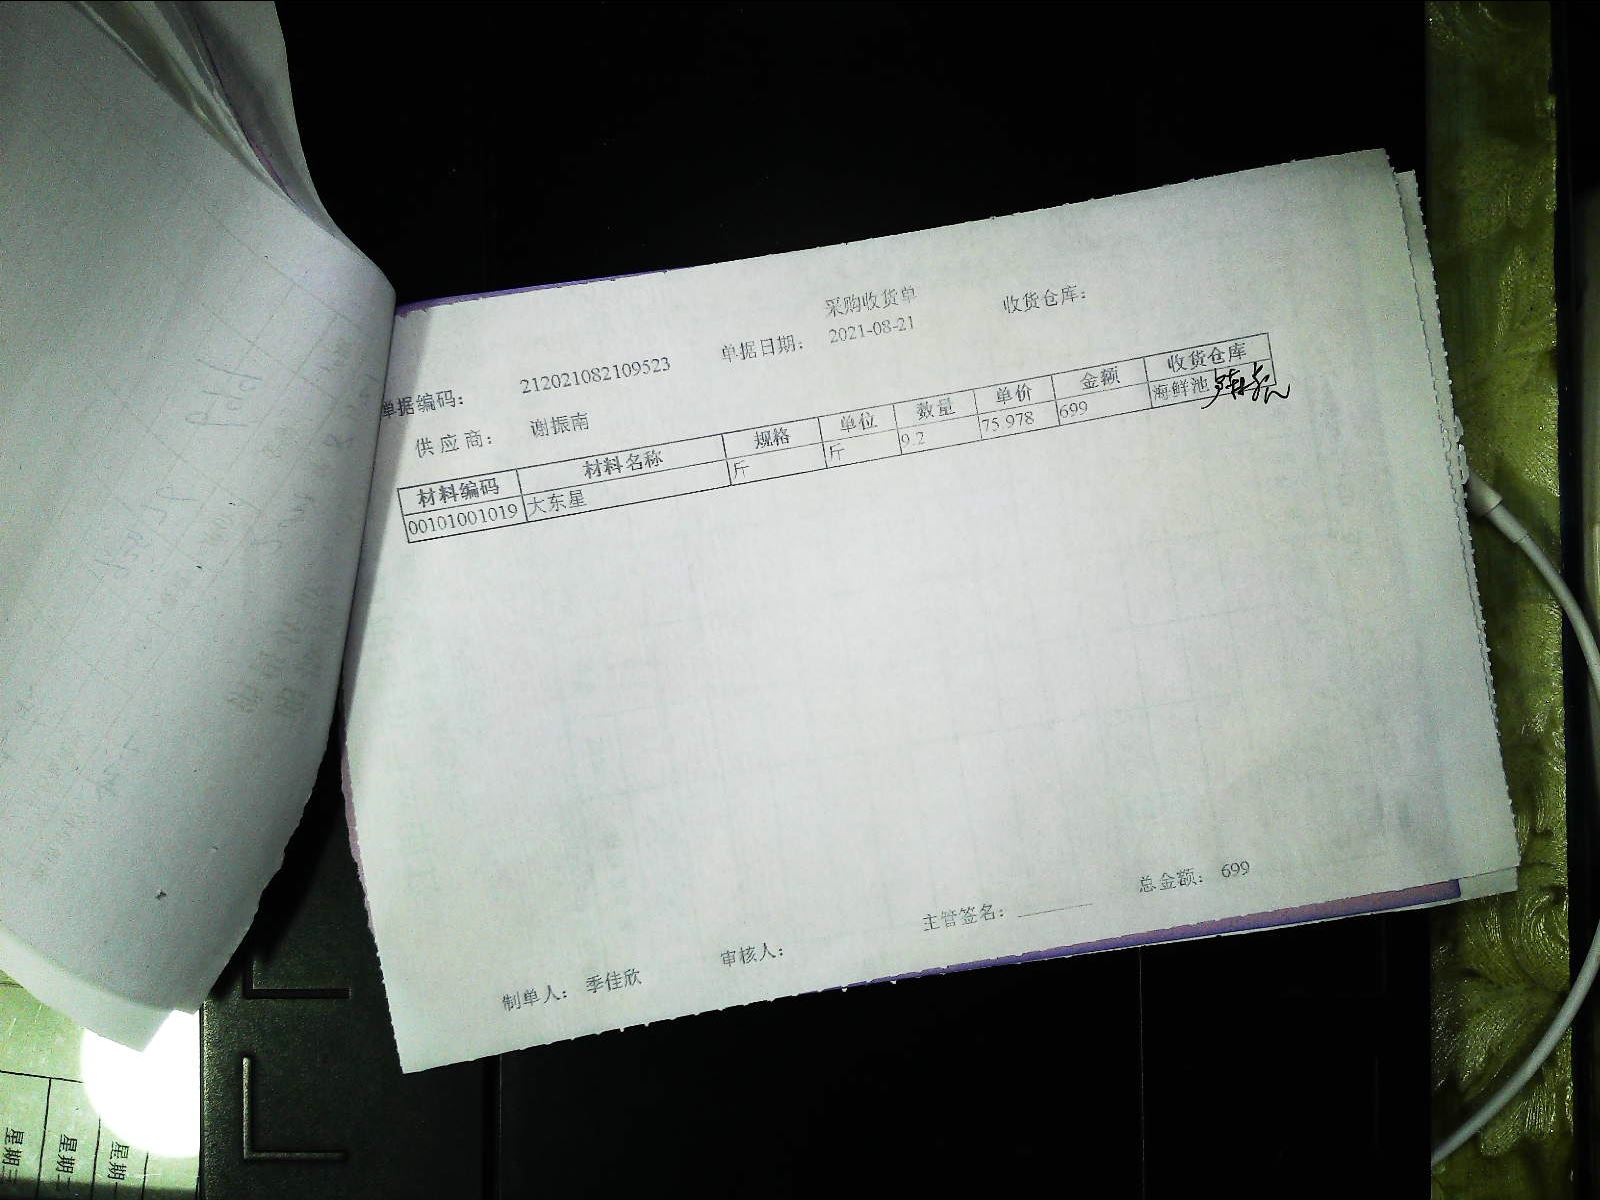 采购收货单
单据编码： 212021082109523 单据日期： 2021-08-21 收货仓库：
供应商： 谢振南
材料编码 材料名称 规格 单位 数量 单价 金额 收货仓库
00101001019 大东星 斤 斤 9.2 75.978 699 海鲜池
总金额： 699
制单人： 季佳欣 审核人： 主管签名：
星期一